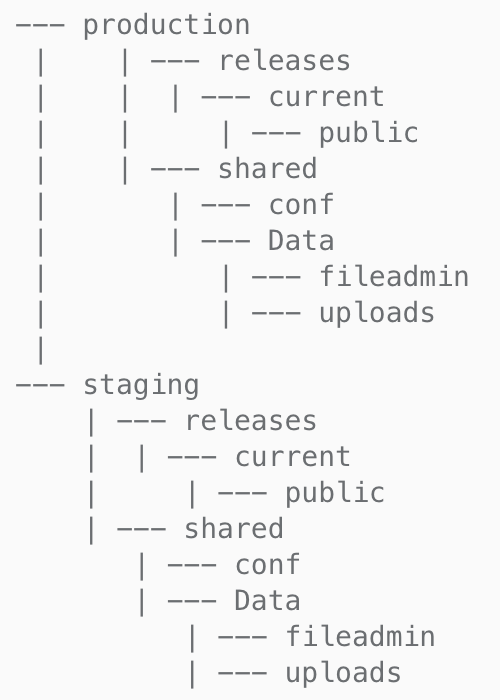 --- production
 |    | --- releases
 |    |  | --- current
 |    |     | --- public
 |    | --- shared
 |       | --- conf
 |       | --- Data
 |          | --- fileadmin
 |          | --- uploads
 |
--- staging
    | --- releases
    |  | --- current
    |     | --- public
    | --- shared
       | --- conf
       | --- Data
          | --- fileadmin
          | --- uploads